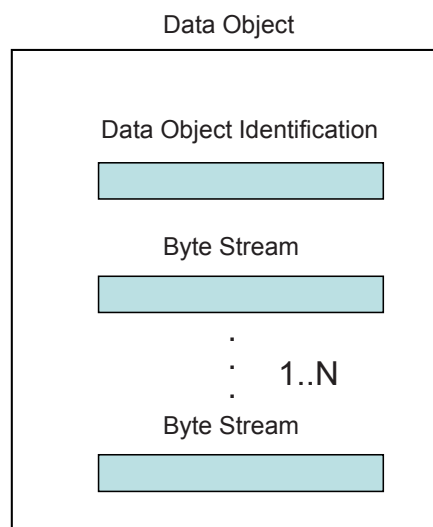 Data Object
Data Object Identification
Byte Stream
.
.
.
1..N
Byte Stream